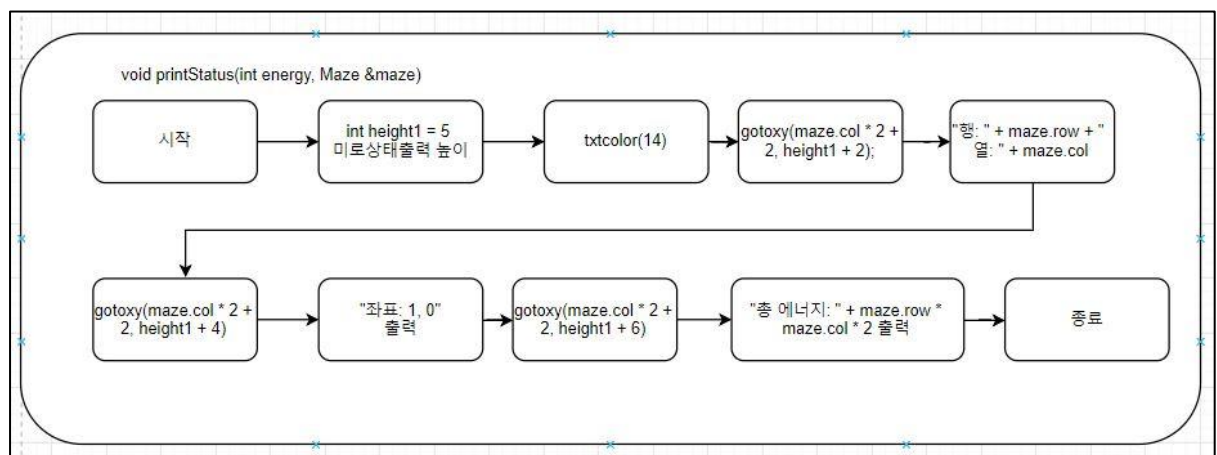 void printStatus(int energy, Maze &maze)
시작
int height1 = 5
미로상태출력 높이
txtcolor(14)
gotoxy(maze.col * 2 +
2, height1 + 2);
"행: " + maze.row + "
열: " + maze.col
gotoxy(maze.col * 2 +
2, height1 + 4)
"좌표: 1, 0"
출력
gotoxy(maze.col * 2 +
2, height1 + 6)
"총 에너지: " + maze.row *
maze.col * 2 출력
종료